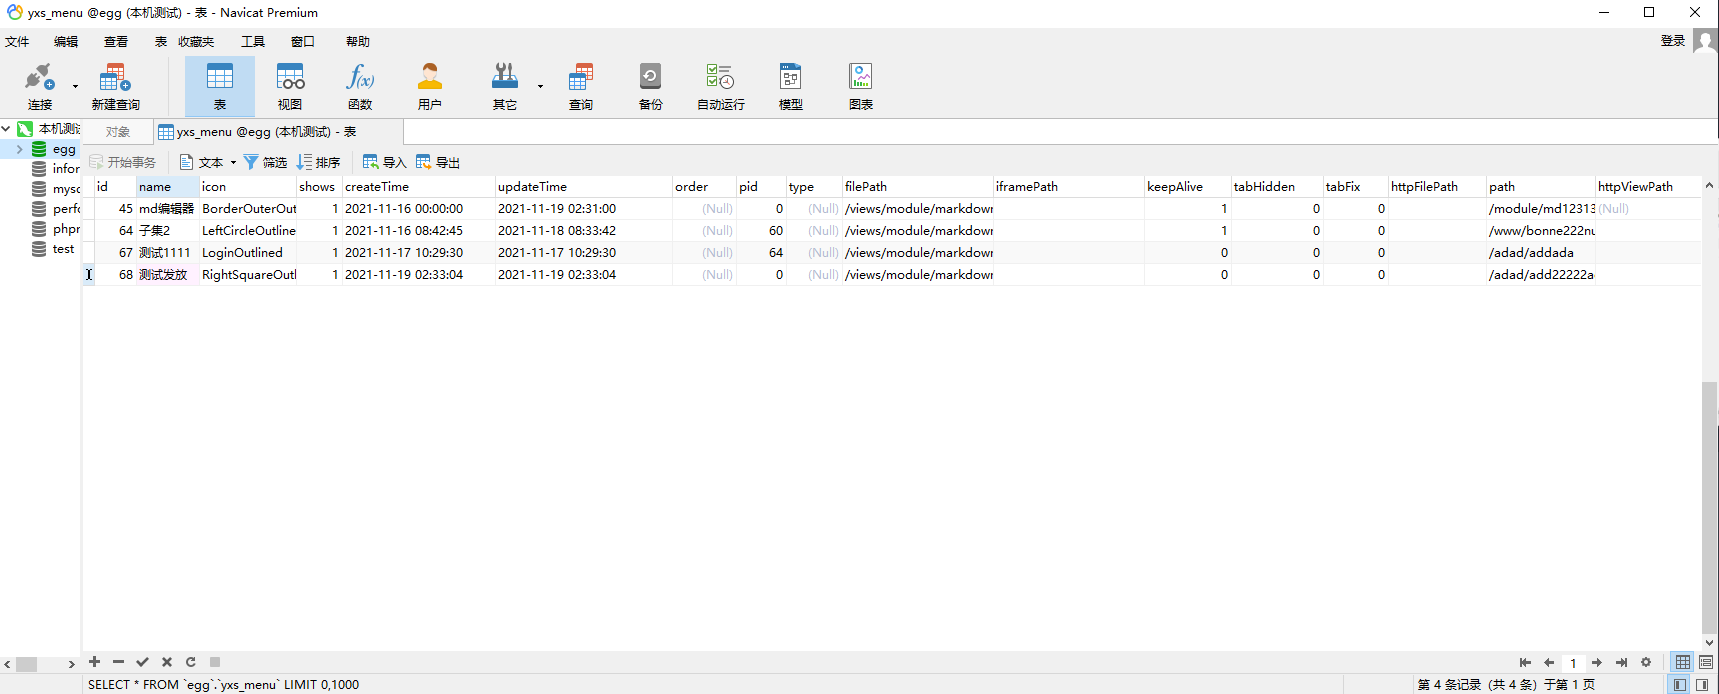 yxs_menu @egg (本机测试) - 表 - Navicat Premium
文件 编辑 查看 表 收藏夹 工具 窗口 帮助 登录
连接 新建查询 表 视图 函数 用户 其它 查询 备份 自动运行 模型 图表
本机测试 对象 yxs_menu @egg (本机测试) - 表
egg
infor
mysc
perfc
phpr
test
开始事务 文本 筛选 排序 导入 导出
id name icon shows createTime updateTime order pid type filePath iframePath keepAlive tabHidden tabFix httpFilePath path httpViewPath
45 md编辑器 BorderOuterOut 1 2021-11-16 00:00:00 2021-11-19 02:31:00 (Null) 0 (Null) /views/module/markdown 1 0 0 /module/md12313 (Null)
64 子集2 LeftCircleOutline 1 2021-11-16 08:42:45 2021-11-18 08:33:42 (Null) 60 (Null) /views/module/markdown 1 0 0 /www/bonne222nu
67 测试1111 LoginOutlined 1 2021-11-17 10:29:30 2021-11-17 10:29:30 (Null) 64 (Null) /views/module/markdown 0 0 0 /adad/addada
68 测试发放 RightSquareOutl 1 2021-11-19 02:33:04 2021-11-19 02:33:04 (Null) 0 (Null) /views/module/markdown 0 0 0 /adad/add22222a
1
SELECT * FROM `egg`.`yxs_menu` LIMIT 0,1000 第 4 条记录 (共 4 条) 于第 1 页